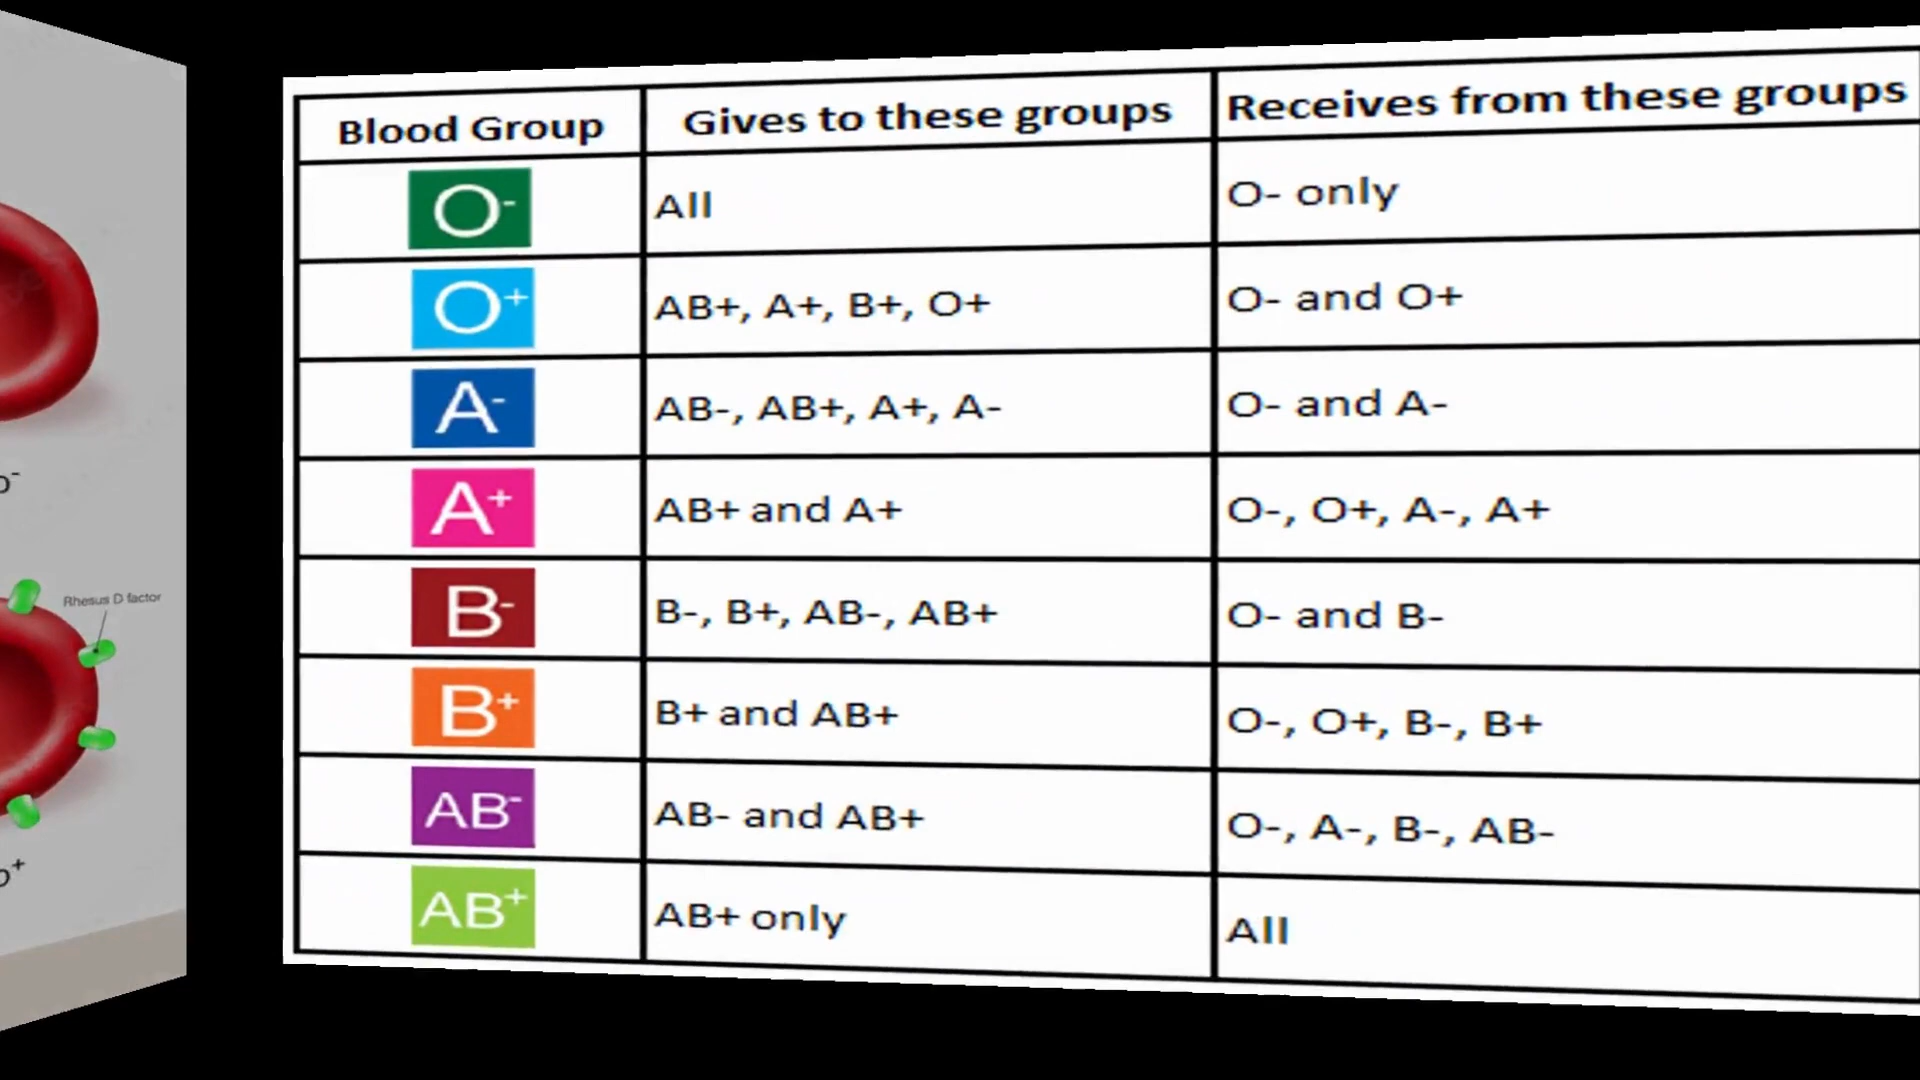 Rhesus D factor
Blood Group Gives to these groups Receives from these groups
O- All O- only
O+ AB+, A+, B+, O+ O- and O+
A- AB-, AB+, A+, A- O- and A-
A+ AB+ and A+ O-, O+, A-, A+
B- B-, B+, AB-, AB+ O- and B-
B+ B+ and AB+ O-, O+, B-, B+
AB- AB- and AB+ O-, A-, B-, AB-
AB+ AB+ only All